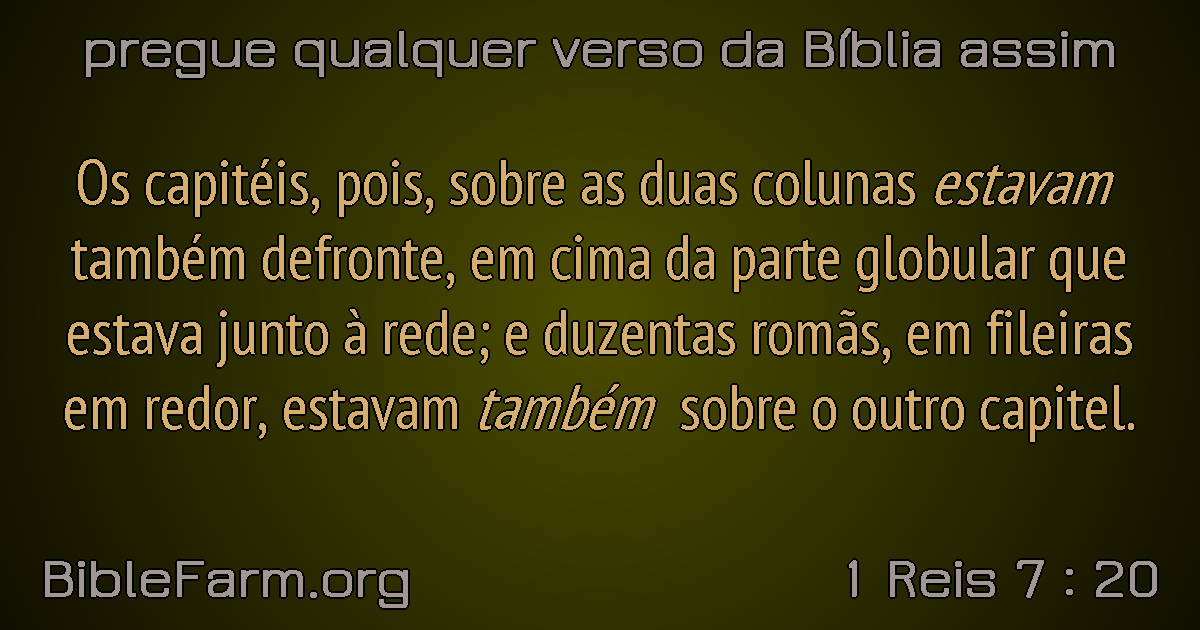 pregue qualquer verso da Bíblia assim
Os capitéis, pois, sobre as duas colunas estavam
também defronte, em cima da parte globular que
estava junto à rede; e duzentas romãs, em fileiras
em redor, estavam também sobre o outro capitel.
BibleFarm.org
1 Reis 7 : 20